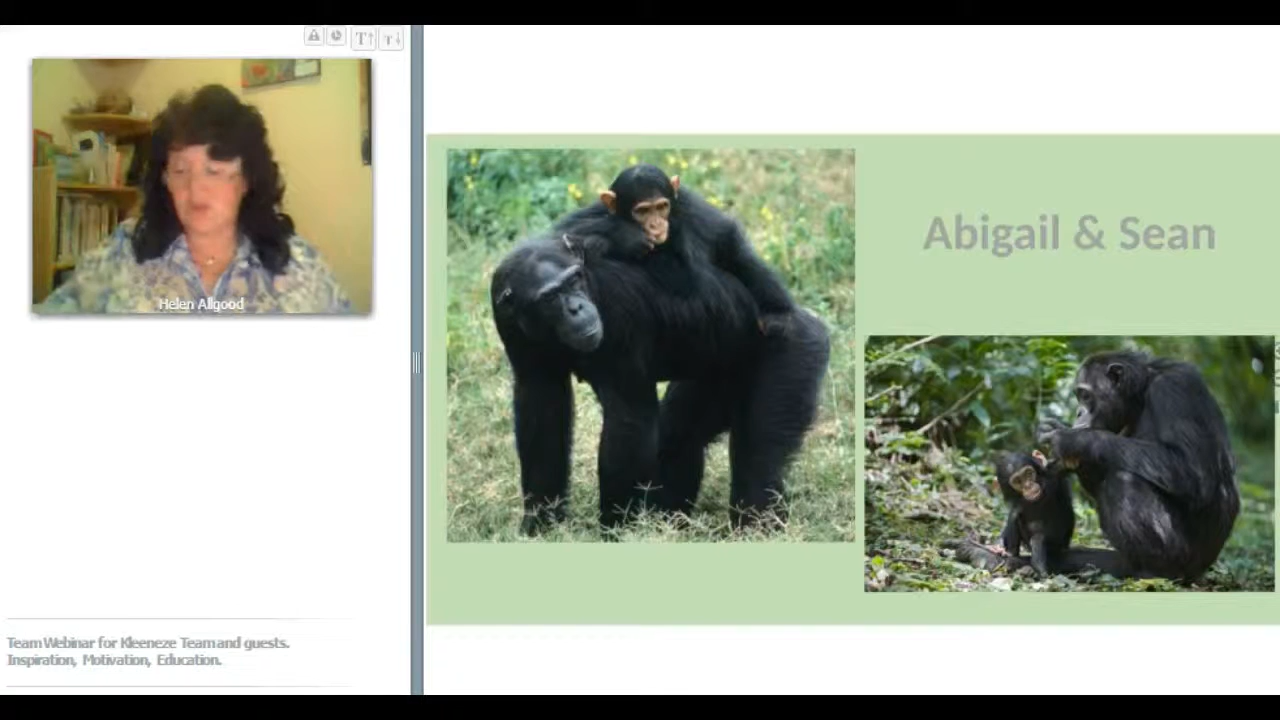 T↑ T↓
Helen Allgood
Abigail & Sean
Team Webinar for Kleeneze Team and guests.
Inspiration, Motivation, Education.